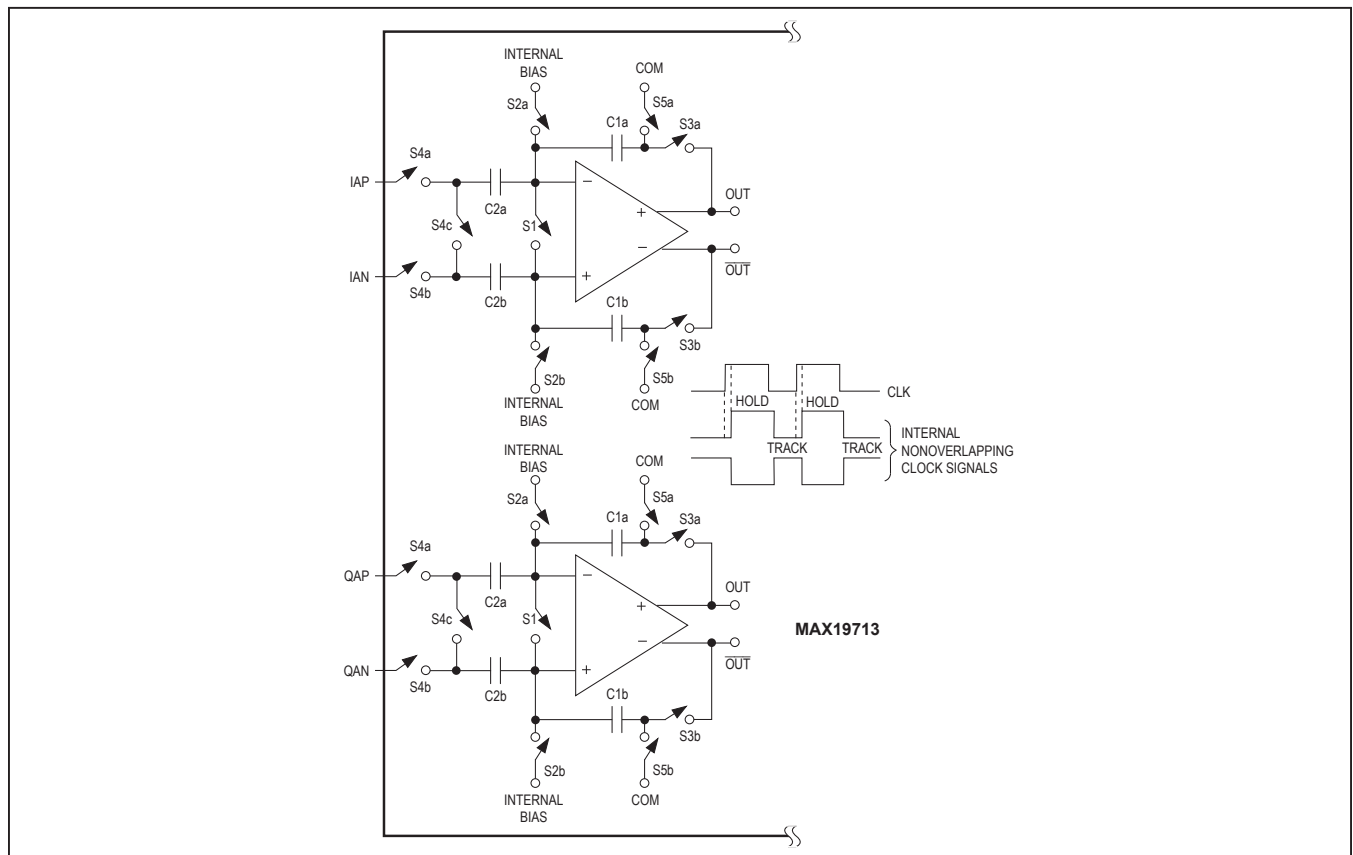 INTERNAL
BIAS
COM
S2a
S5a
C1a
S3a
S4a
IAP
−
OUT
C2a
+
S4c
S1
−
OUT
IAN
+
S4b
C2b
C1b
S3b
S2b
S5b
INTERNAL
BIAS
COM
CLK
HOLD
HOLD
TRACK
TRACK
INTERNAL
NONOVERLAPPING
CLOCK SIGNALS
INTERNAL
BIAS
COM
S2a
S5a
C1a
S3a
S4a
QAP
−
OUT
C2a
+
S4c
S1
MAX19713
−
OUT
QAN
+
S4b
C2b
C1b
S3b
S2b
S5b
INTERNAL
BIAS
COM